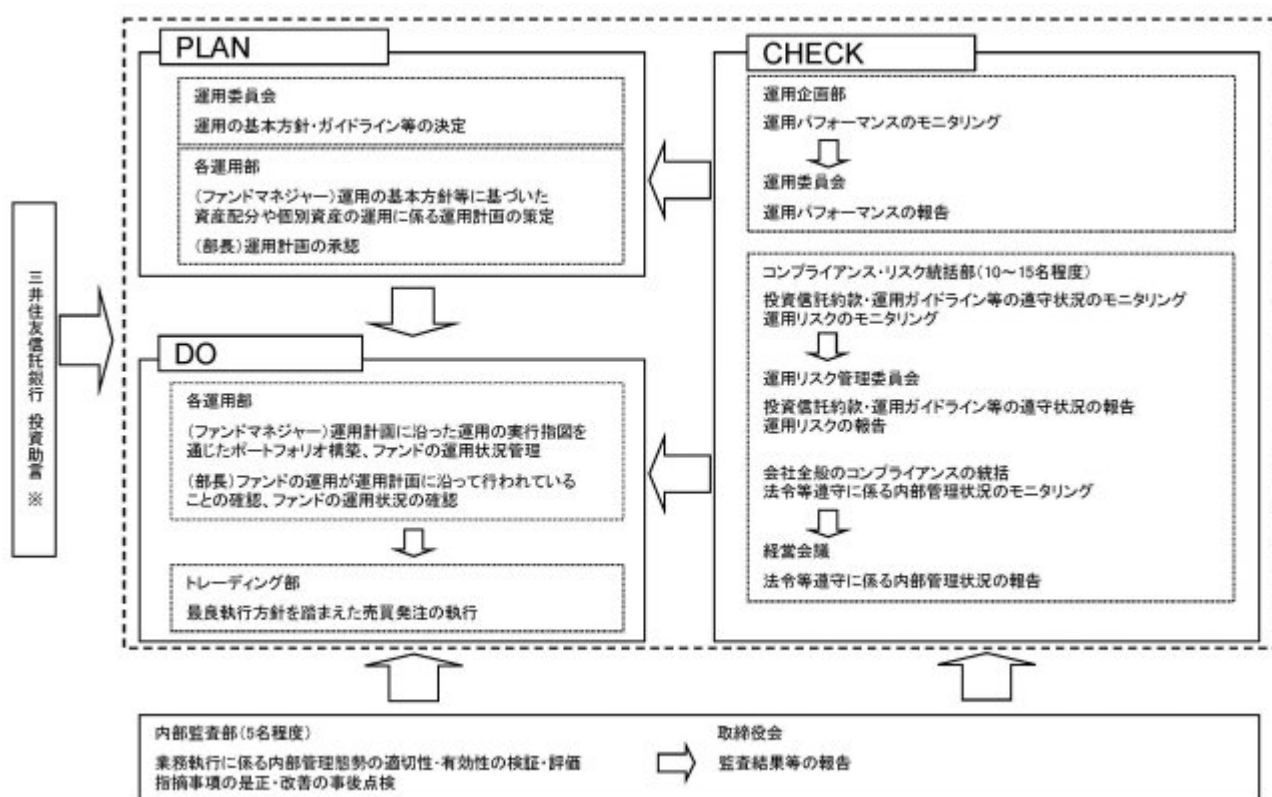 三井住友信託銀行 投資助言 ※
PLAN
運用委員会
運用の基本方針・ガイドライン等の決定
各運用部
(ファンドマネジャー)運用の基本方針等に基づいた
資産配分や個別資産の運用に係る運用計画の策定
(部長)運用計画の承認
DO
各運用部
(ファンドマネジャー)運用計画に沿った運用の実行指図を
通じたポートフォリオ構築、ファンドの運用状況管理
(部長)ファンドの運用が運用計画に沿って行われている
ことの確認、ファンドの運用状況の確認
トレーディング部
最良執行方針を踏まえた売買発注の執行
CHECK
運用企画部
運用パフォーマンスのモニタリング
運用委員会
運用パフォーマンスの報告
コンプライアンス・リスク統括部(10〜15名程度)
投資信託約款・運用ガイドライン等の遵守状況のモニタリング
運用リスクのモニタリング
運用リスク管理委員会
投資信託約款・運用ガイドライン等の遵守状況の報告
運用リスクの報告
会社全般のコンプライアンスの統括
法令等遵守に係る内部管理状況のモニタリング
経営会議
法令等遵守に係る内部管理状況の報告
内部監査部(5名程度)
業務執行に係る内部管理態勢の適切性・有効性の検証・評価
指摘事項の是正・改善の事後点検
取締役会
監査結果等の報告